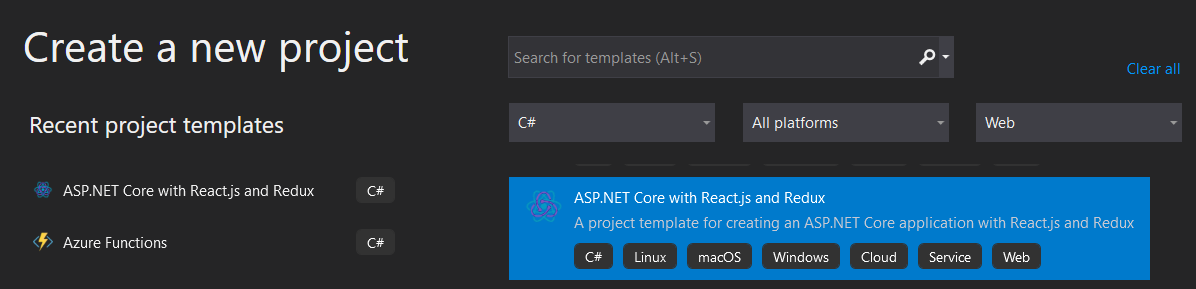 Create a new project
Search for templates (Alt+S)
Clear all
Recent project templates
C#
All platforms
Web
ASP.NET Core with React.js and Redux
C#
Azure Functions
C#
ASP.NET Core with React.js and Redux
A project template for creating an ASP.NET Core application with React.js and Redux
C# Linux macOS Windows Cloud Service Web